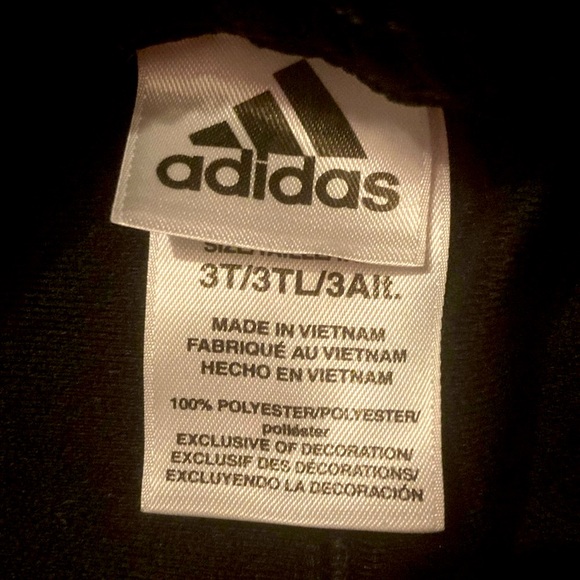 adidas
3T/3TL/3Alt.
MADE IN VIETNAM
FABRIQUÉ AU VIETNAM
HECHO EN VIETNAM
100% POLYESTER/POLYESTER/
poliéster
EXCLUSIVE OF DECORATION/
EXCLUSIF DES DECORATIONS/
EXCLUYENDO LA DECORACIÓN